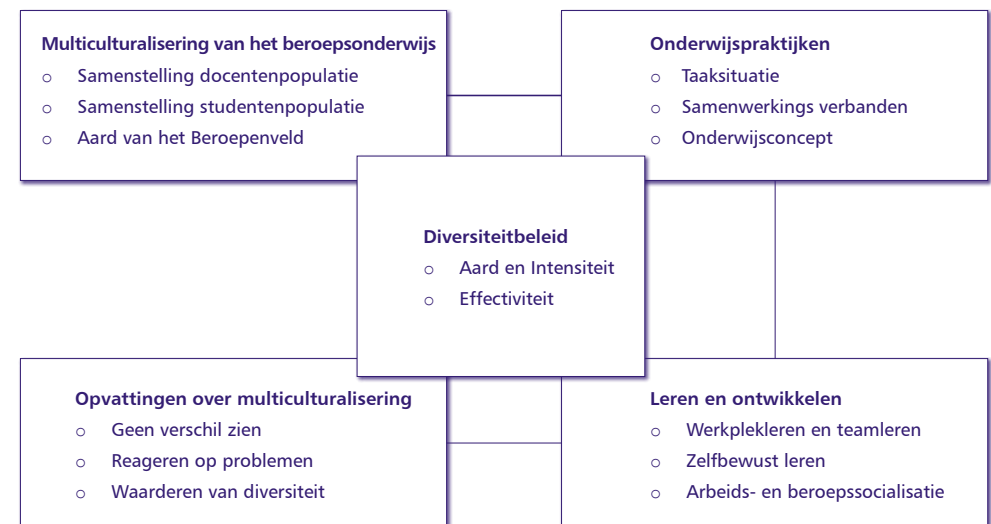 Multiculturalisering van het beroepsonderwijs
○ Samenstelling docentenpopulatie
○ Samenstelling studentenpopulatie
○ Aard van het Beroepenveld
Onderwijspraktijken
○ Taaksituatie
○ Samenwerkings verbanden
○ Onderwijsconcept
Diversiteitbeleid
○ Aard en Intensiteit
○ Effectiviteit
Opvattingen over multiculturalisering
○ Geen verschil zien
○ Reageren op problemen
○ Waarderen van diversiteit
Leren en ontwikkelen
○ Werkplekleren en teamleren
○ Zelfbewust leren
○ Arbeids- en beroepssocialisatie